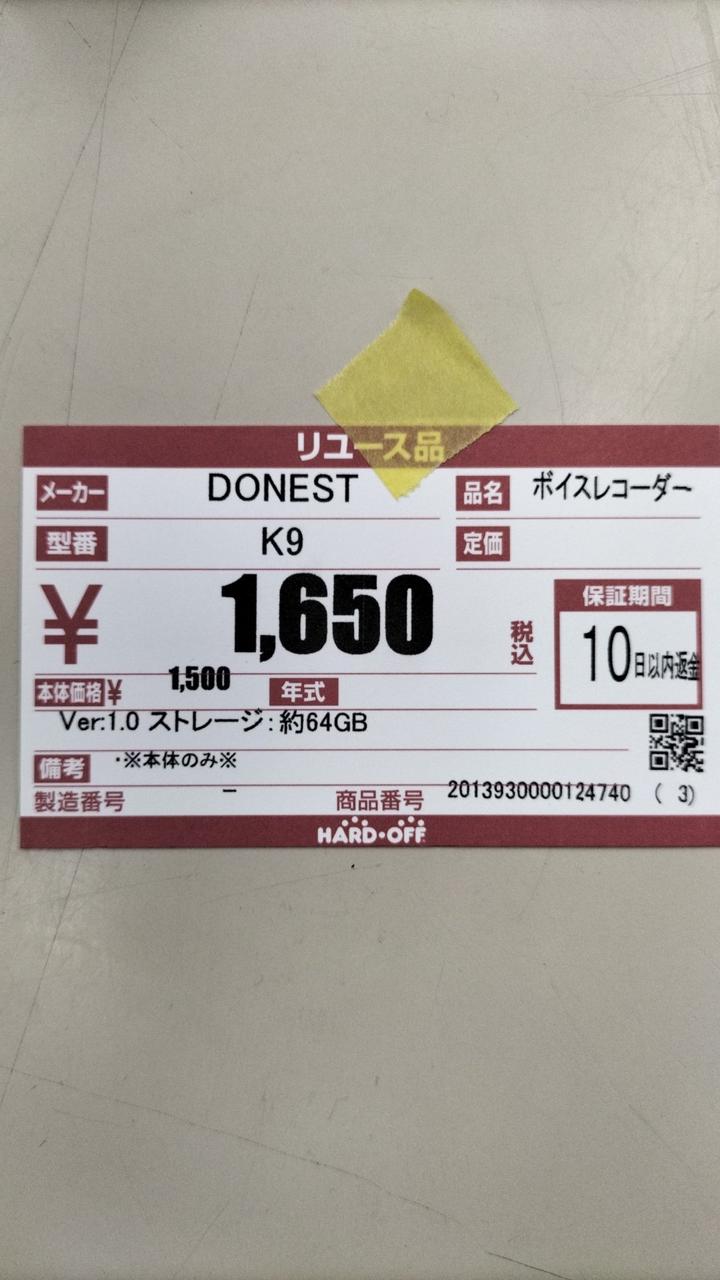 リユース品
メーカー DONEST 品名 ボイスレコーダー
型番 K9 定価
¥ 1,650 税込
保証期間
10日以内返金
本体価格 ¥ 1,500 年式
Ver:1.0 ストレージ:約64GB
備考 ・※本体のみ※
製造番号 − 商品番号 2013930000124740 ( 3)
HARD・OFF